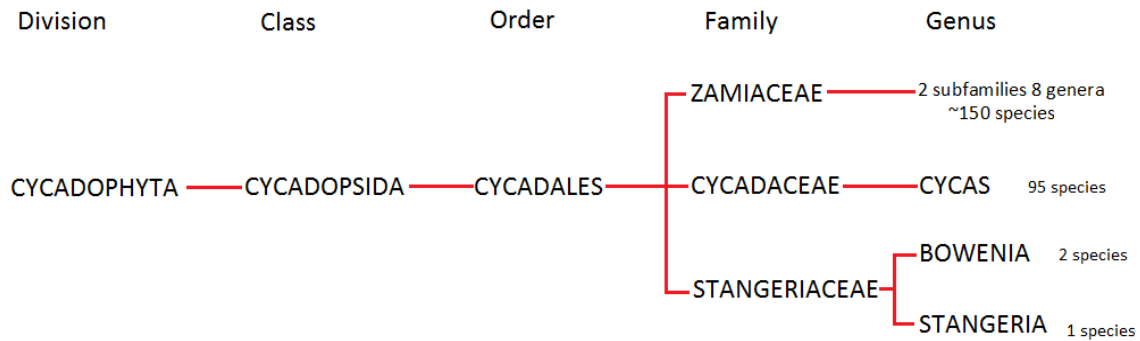 Division Class Order Family Genus
ZAMIACEAE 2 subfamilies 8 genera
~150 species
CYCADOPHYTA CYCADOPSIDA CYCADALES CYCADACEAE CYCAS 95 species
BOWENIA 2 species
STANGERIACEAE
STANGERIA 1 species